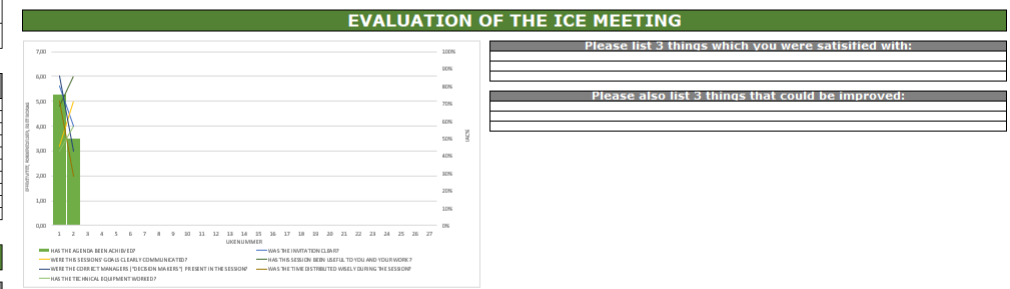 EVALUATION OF THE ICE MEETING
Please list 3 things which you were satisified with:
Please also list 3 things that could be improved:
7,00
6,00
5,00
4,00
3,00
2,00
1,00
0,00
100%
90%
80%
70%
60%
50%
40%
30%
20%
10%
0%
1 2 3 4 5 6 7 8 9 10 11 12 13 14 15 16 17 18 19 20 21 22 23 24 25 26 27
UKENUMMER
HAS THE AGENDA BEEN ACHIEVED?
WAS THE INVITATION CLEAR?
WERE THIS SESSIONS' GOALS CLEARLY COMMUNICATED?
HAS THIS SESSION BEEN USEFUL TO YOU AND YOUR WORK?
WERE THE CORRECT MANAGERS ("DECISION MAKERS") PRESENT IN THE SESSION?
WAS THE TIME DISTRIBUTED WISELY DURING THE SESSION?
HAS THE TECHNICAL EQUIPMENT WORKED?